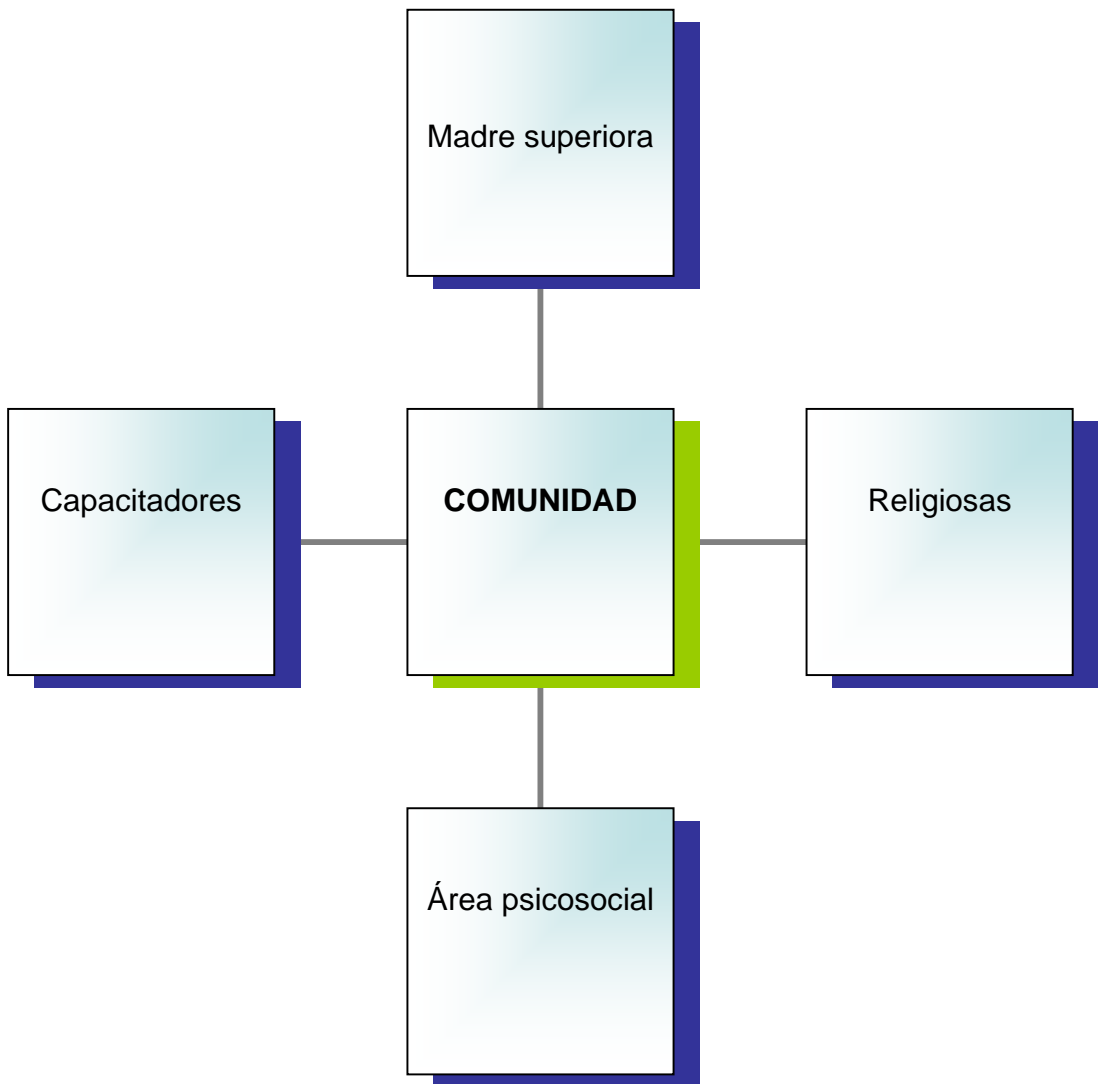 Madre superiora
Capacitadores
COMUNIDAD
Religiosas
Área psicosocial